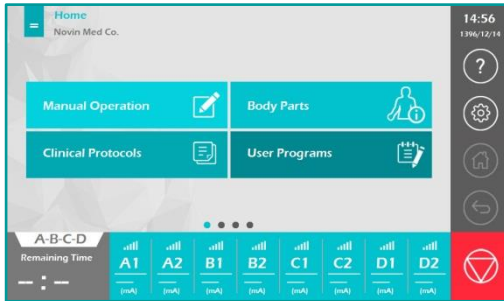 Home
Novin Med Co.
14:56
1396/12/14
?
Manual Operation
Body Parts
Clinical Protocols
User Programs
A-B-C-D
Remaining Time
--:--
A1 A2 B1 B2 C1 C2 D1 D2
(mA) (mA) (mA) (mA) (mA) (mA) (mA) (mA)